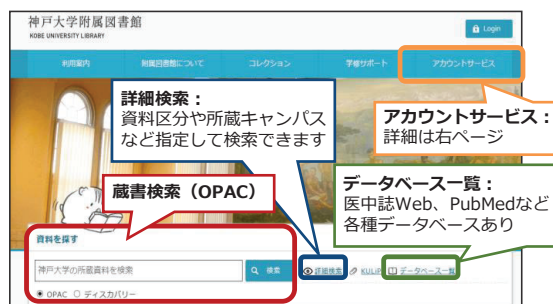 神戸大学附属図書館
KOBE UNIVERSITY LIBRARY
Login
利用案内 附属図書館について コレクション 学修サポート アカウントサービス
詳細検索：
資料区分や所蔵キャンパス
など指定して検索できます
アカウントサービス：
詳細は右ページ
蔵書検索（OPAC）
データベース一覧：
医中誌Web、PubMedなど
各種データベースあり
資料を探す
神戸大学の所蔵資料を検索
検索
詳細検索 KULiP データベース一覧
OPAC ディスカバリー